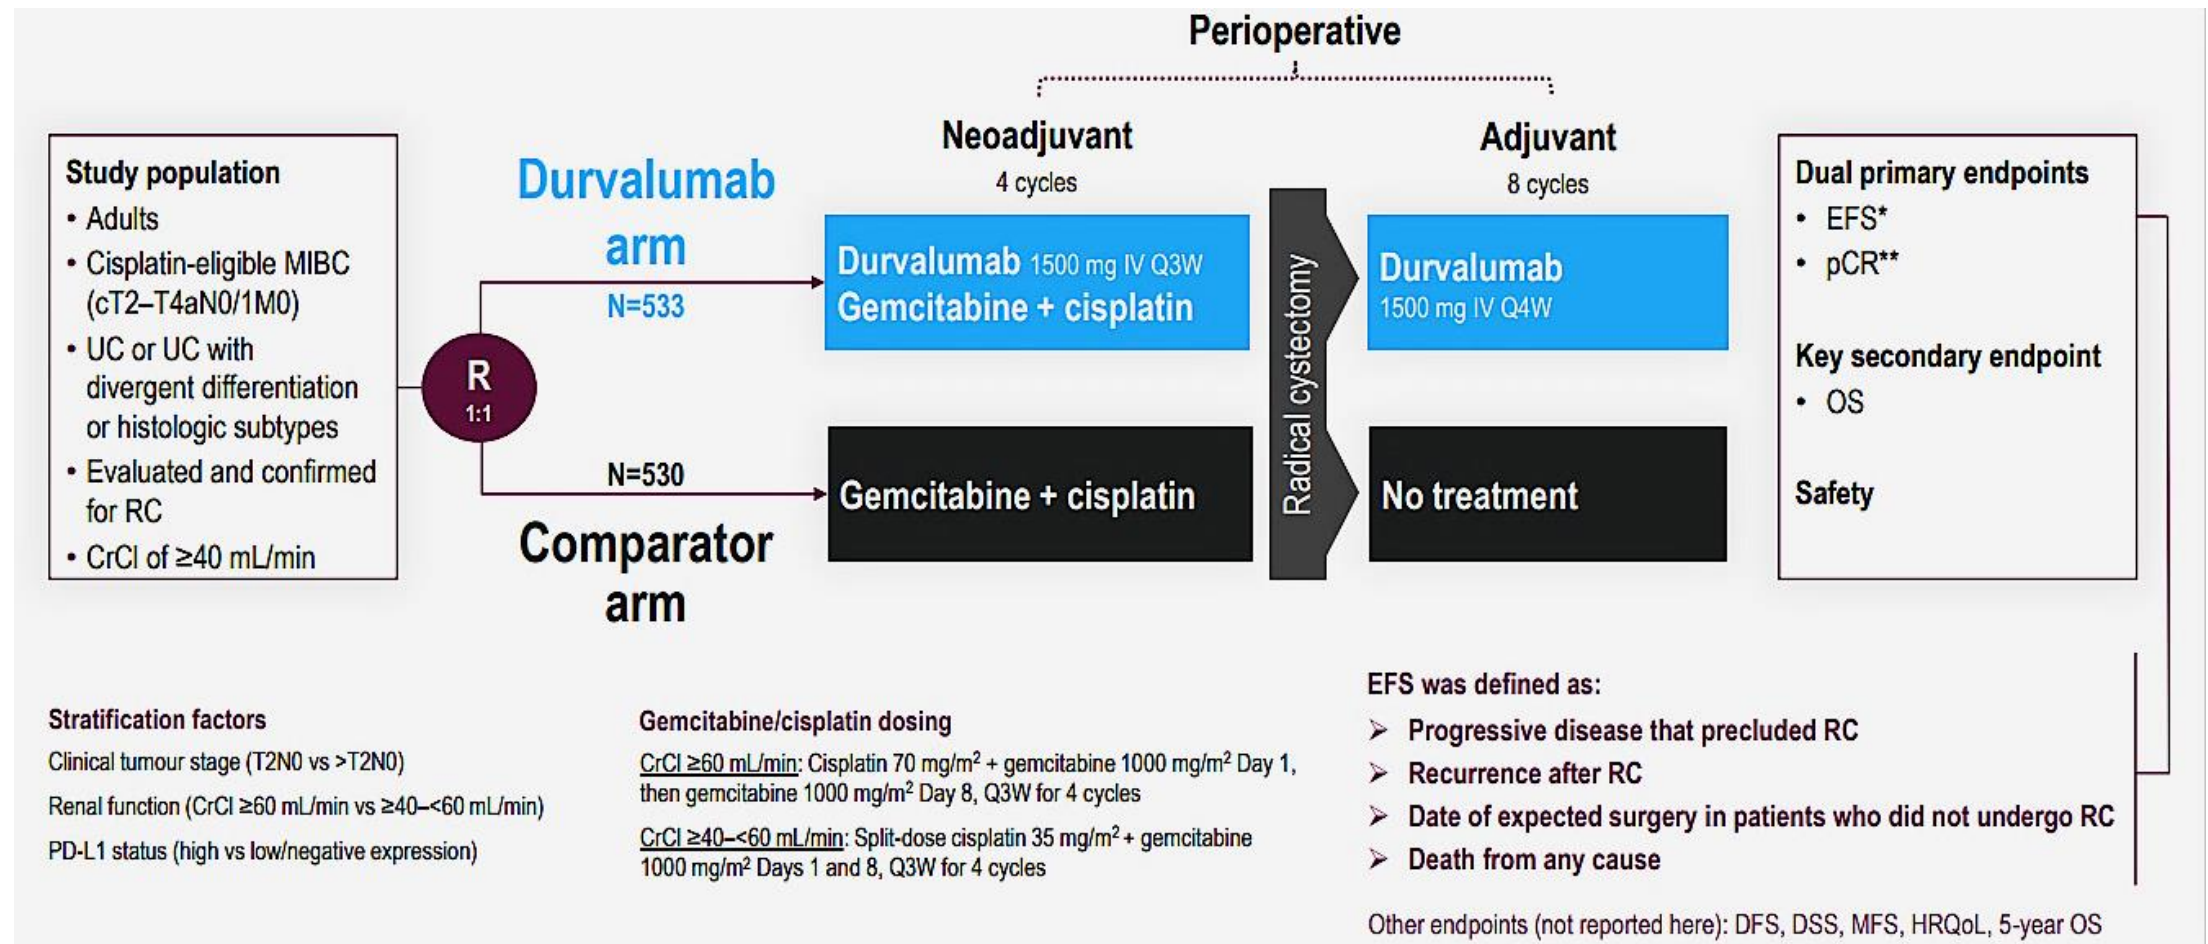 Perioperative
Neoadjuvant
4 cycles
Adjuvant
8 cycles
Study population
• Adults
• Cisplatin-eligible MIBC
(cT2–T4aN0/1M0)
• UC or UC with
divergent differentiation
or histologic subtypes
• Evaluated and confirmed
for RC
• CrCl of ≥40 mL/min
R
1:1
Durvalumab
arm
N=533
N=530
Comparator
arm
Durvalumab 1500 mg IV Q3W
Gemcitabine + cisplatin
Gemcitabine + cisplatin
Radical cystectomy
Durvalumab
1500 mg IV Q4W
No treatment
Dual primary endpoints
• EFS*
• pCR**
Key secondary endpoint
• OS
Safety
Stratification factors
Clinical tumour stage (T2N0 vs >T2N0)
Renal function (CrCl ≥60 mL/min vs ≥40–<60 mL/min)
PD-L1 status (high vs low/negative expression)
Gemcitabine/cisplatin dosing
CrCl ≥60 mL/min: Cisplatin 70 mg/m² + gemcitabine 1000 mg/m² Day 1,
then gemcitabine 1000 mg/m² Day 8, Q3W for 4 cycles
CrCl ≥40–<60 mL/min: Split-dose cisplatin 35 mg/m² + gemcitabine
1000 mg/m² Days 1 and 8, Q3W for 4 cycles
EFS was defined as:
➢ Progressive disease that precluded RC
➢ Recurrence after RC
➢ Date of expected surgery in patients who did not undergo RC
➢ Death from any cause
Other endpoints (not reported here): DFS, DSS, MFS, HRQoL, 5-year OS